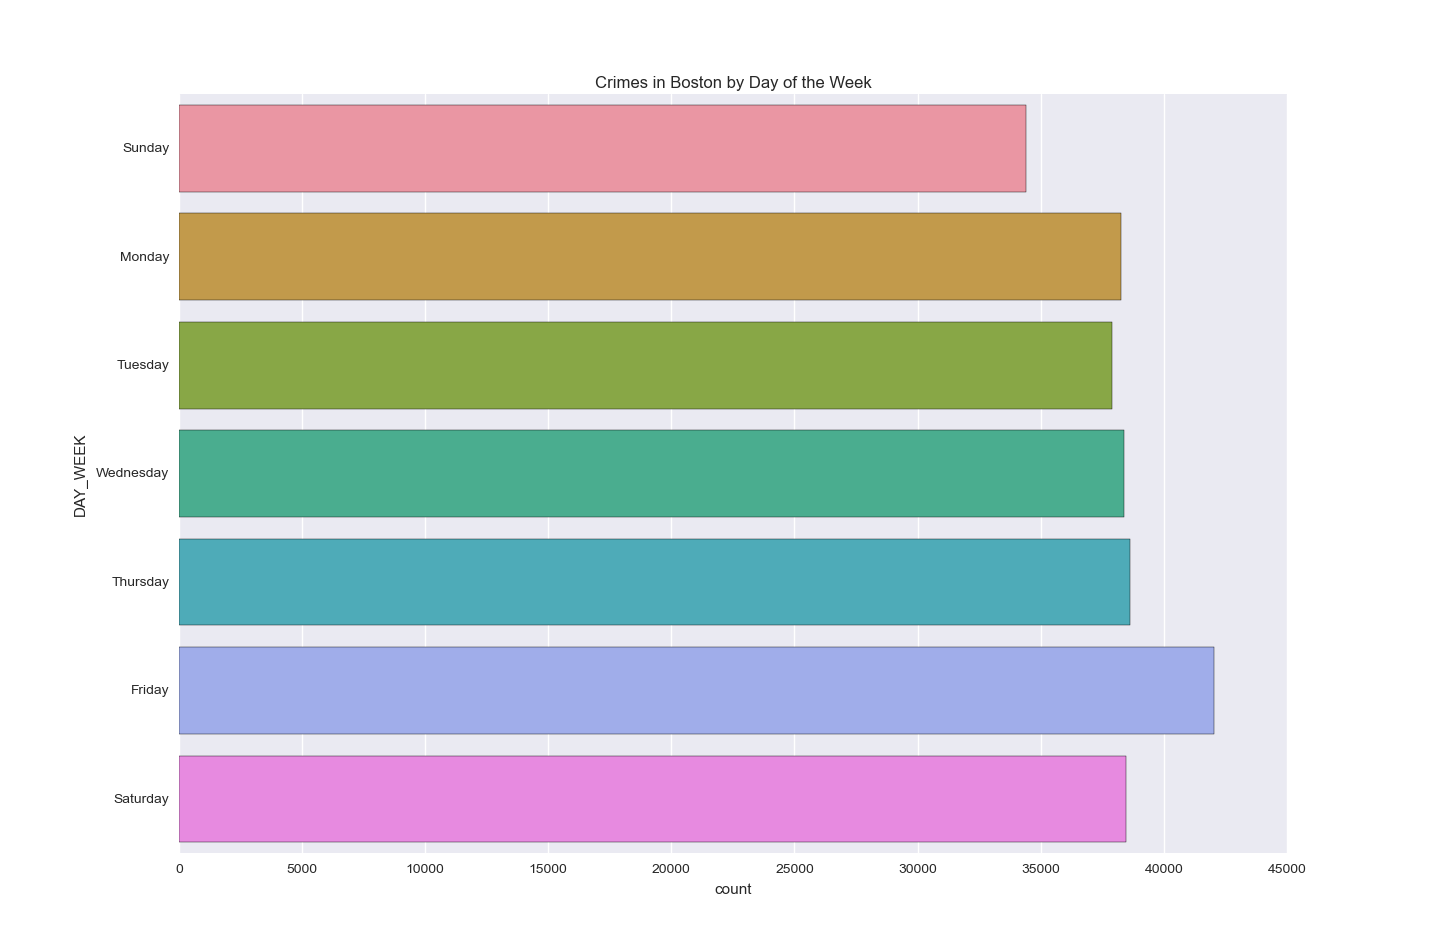 Crimes in Boston by Day of the Week
DAY_WEEK
Sunday
Monday
Tuesday
Wednesday
Thursday
Friday
Saturday
0 5000 10000 15000 20000 25000 30000 35000 40000 45000
count